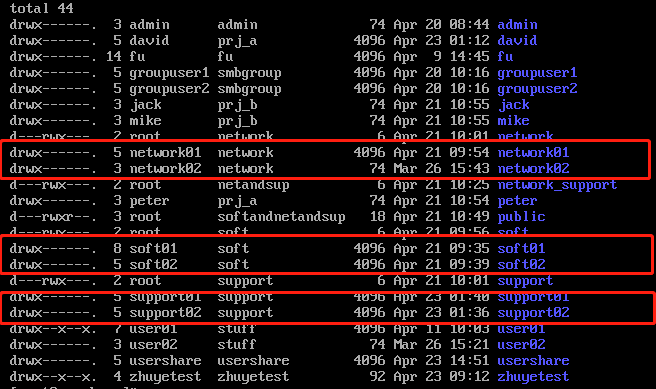 total 44
drwx------. 3 admin admin 74 Apr 20 08:44 admin
drwx------. 5 david prj_a 4096 Apr 23 01:12 david
drwx------. 14 fu fu 4096 Apr 9 14:45 fu
drwx------. 5 groupuser1 smbgroup 4096 Apr 20 10:16 groupuser1
drwx------. 5 groupuser2 smbgroup 4096 Apr 20 10:16 groupuser2
drwx------. 3 jack prj_b 74 Apr 21 10:55 jack
drwx------. 3 mike prj_b 74 Apr 21 10:55 mike
d---rwx---. 2 root network 6 Apr 21 10:01 network
drwx------. 5 network01 network 4096 Apr 21 09:54 network01
drwx------. 3 network02 network 74 Mar 26 15:43 network02
d---rwx---. 2 root netandsup 6 Apr 21 10:25 network_support
drwx------. 3 peter prj_a 74 Apr 21 10:54 peter
d---rwxr--. 3 root softandnetandsup 18 Apr 21 10:49 public
d---rwx---. 2 root soft 6 Apr 21 09:56 soft
drwx------. 8 soft01 soft 4096 Apr 21 09:35 soft01
drwx------. 5 soft02 soft 4096 Apr 21 09:39 soft02
d---rwx---. 2 root support 6 Apr 21 10:01 support
drwx------. 5 support01 support 4096 Apr 23 01:40 support01
drwx------. 5 support02 support 4096 Apr 23 01:36 support02
drwx--x--x. 7 user01 stuff 4096 Apr 11 10:03 user01
drwx------. 3 user02 stuff 74 Mar 26 15:21 user02
drwx------. 5 usershare usershare 4096 Apr 23 14:51 usershare
drwx--x--x. 4 zhuyetest zhuyetest 92 Apr 23 09:12 zhuyetest